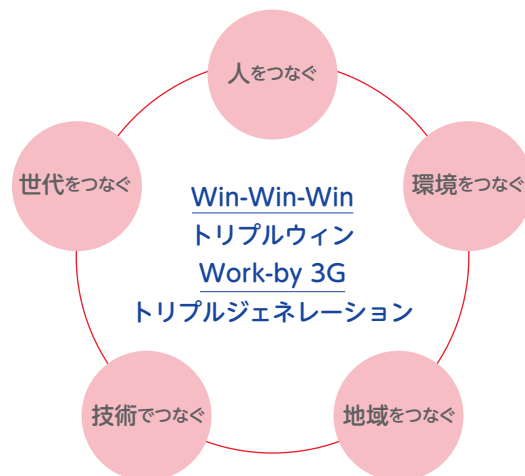 人をつなぐ
世代をつなぐ
環境をつなぐ
Win-Win-Win
トリプルウィン
Work-by 3G
トリプルジェネレーション
技術でつなぐ
地域をつなぐ